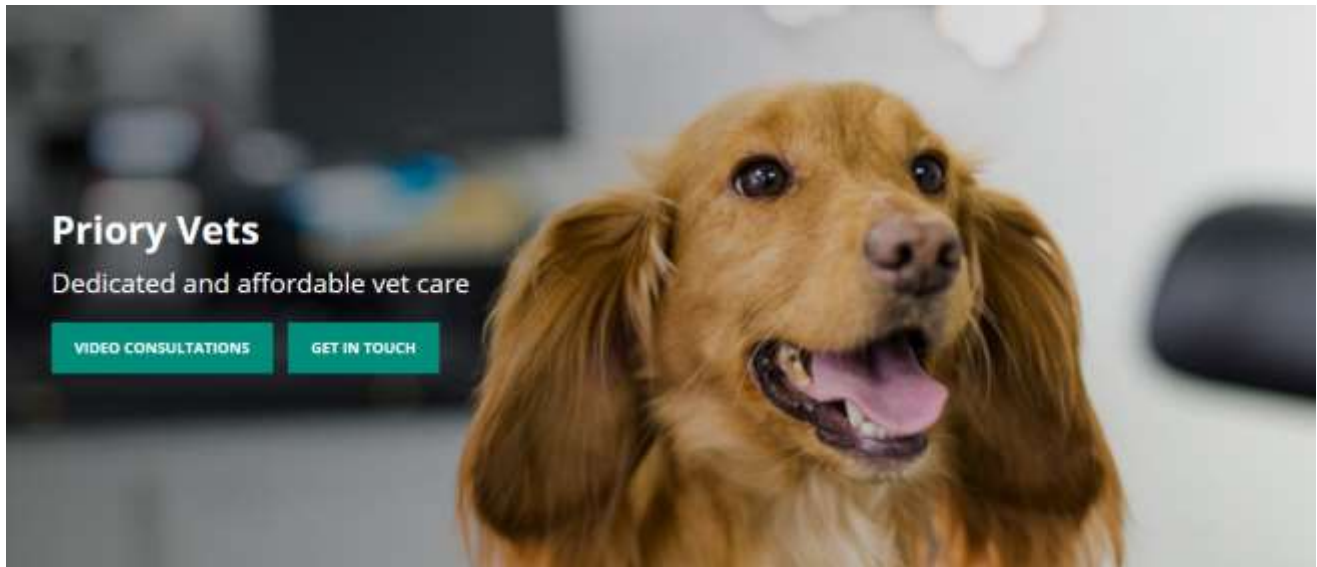 Priory Vets
Dedicated and affordable vet care
VIDEO CONSULTATIONS
GET IN TOUCH